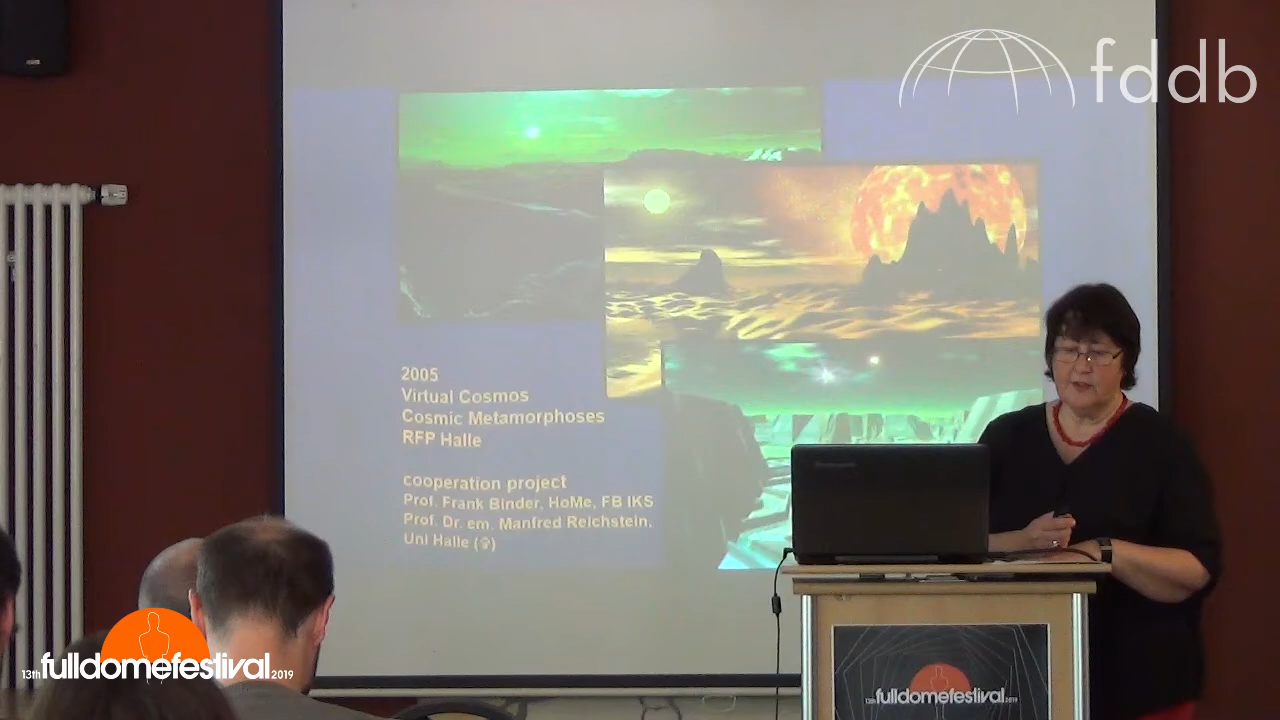 fddb
2005
Virtual Cosmos
Cosmic Metamorphoses
RFP Halle
cooperation project
Prof. Frank Binder, HoMe, FB IKS
Prof. Dr. em. Manfred Reichstein,
Uni Halle (✞)
13th fulldomefestival 2019
13th fulldomefestival 2019